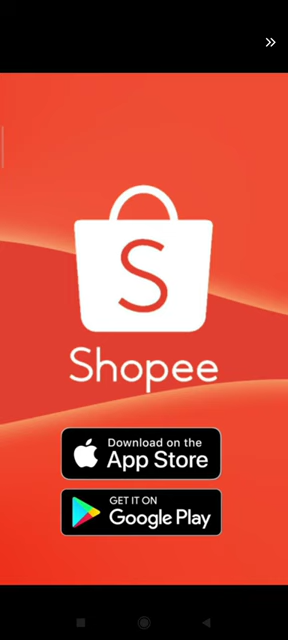 S
Shopee
Download on the
App Store
GET IT ON
Google Play